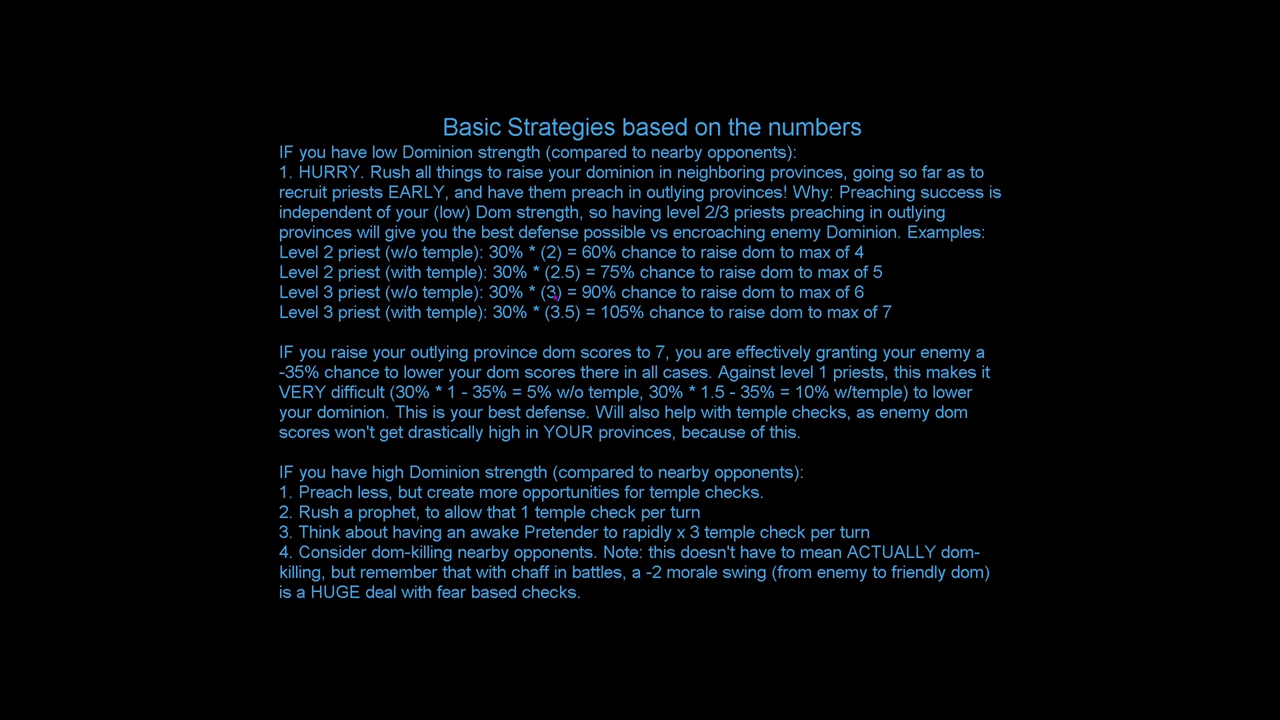 Basic Strategies based on the numbers
IF you have low Dominion strength (compared to nearby opponents):
1. HURRY. Rush all things to raise your dominion in neighboring provinces, going so far as to
recruit priests EARLY, and have them preach in outlying provinces! Why: Preaching success is
independent of your (low) Dom strength, so having level 2/3 priests preaching in outlying
provinces will give you the best defense possible vs encroaching enemy Dominion. Examples:
Level 2 priest (w/o temple): 30% * (2) = 60% chance to raise dom to max of 4
Level 2 priest (with temple): 30% * (2.5) = 75% chance to raise dom to max of 5
Level 3 priest (w/o temple): 30% * (3) = 90% chance to raise dom to max of 6
Level 3 priest (with temple): 30% * (3.5) = 105% chance to raise dom to max of 7
IF you raise your outlying province dom scores to 7, you are effectively granting your enemy a
-35% chance to lower your dom scores there in all cases. Against level 1 priests, this makes it
VERY difficult (30% * 1 - 35% = 5% w/o temple, 30% * 1.5 - 35% = 10% w/temple) to lower
your dominion. This is your best defense. Will also help with temple checks, as enemy dom
scores won't get drastically high in YOUR provinces, because of this.
IF you have high Dominion strength (compared to nearby opponents):
1. Preach less, but create more opportunities for temple checks.
2. Rush a prophet, to allow that 1 temple check per turn
3. Think about having an awake Pretender to rapidly x 3 temple check per turn
4. Consider dom-killing nearby opponents. Note: this doesn't have to mean ACTUALLY dom-
killing, but remember that with chaff in battles, a -2 morale swing (from enemy to friendly dom)
is a HUGE deal with fear based checks.